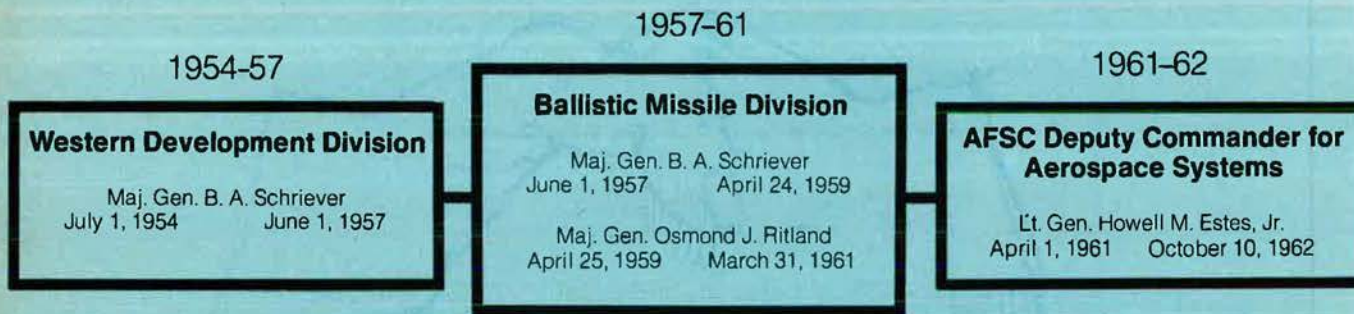 1954–57
Western Development Division
Maj. Gen. B. A. Schriever
July 1, 1954 June 1, 1957
1957–61
Ballistic Missile Division
Maj. Gen. B. A. Schriever
June 1, 1957 April 24, 1959
Maj. Gen. Osmond J. Ritland
April 25, 1959 March 31, 1961
1961–62
AFSC Deputy Commander for
Aerospace Systems
Lt. Gen. Howell M. Estes, Jr.
April 1, 1961 October 10, 1962